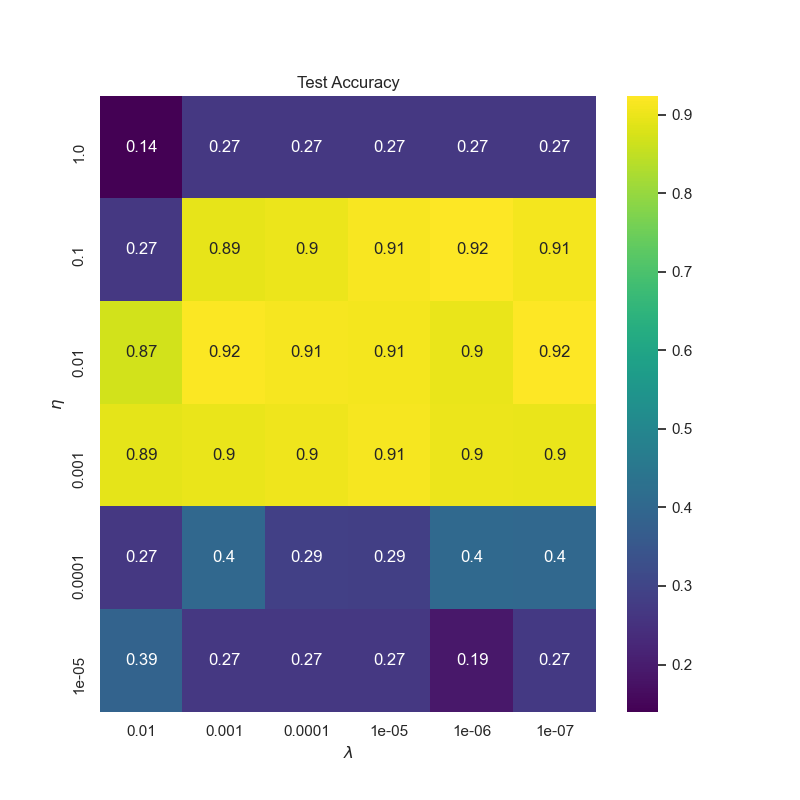 Test Accuracy
1.0 0.14 0.27 0.27 0.27 0.27 0.27
0.1 0.27 0.89 0.9 0.91 0.92 0.91
0.01 0.87 0.92 0.91 0.91 0.9 0.92
η
0.001 0.89 0.9 0.9 0.91 0.9 0.9
0.0001 0.27 0.4 0.29 0.29 0.4 0.4
1e-05 0.39 0.27 0.27 0.27 0.19 0.27
0.01 0.001 0.0001 1e-05 1e-06 1e-07
λ
0.9
0.8
0.7
0.6
0.5
0.4
0.3
0.2